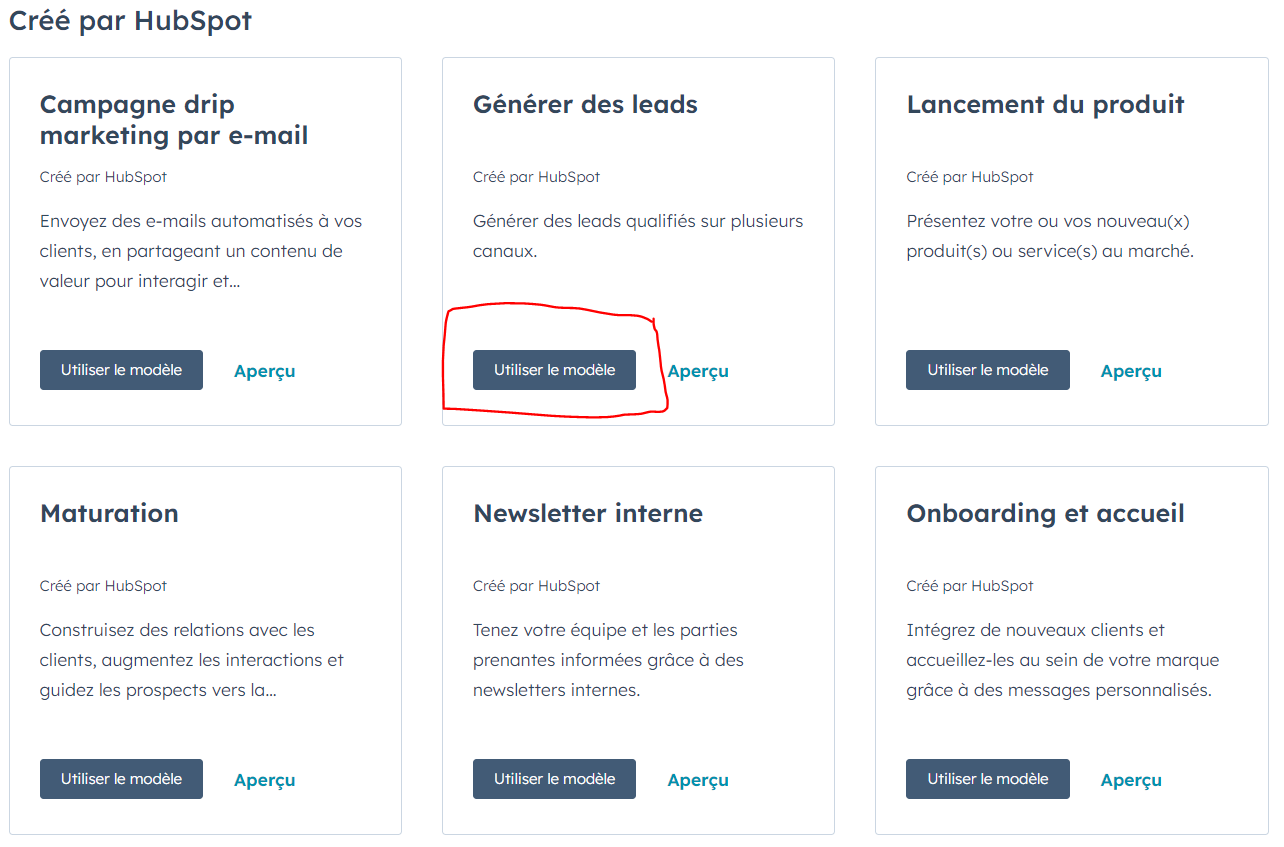 Créé par HubSpot
Campagne drip
marketing par e-mail
Créé par HubSpot
Envoyez des e-mails automatisés à vos
clients, en partageant un contenu de
valeur pour interagir et...
Utiliser le modèle
Aperçu
Générer des leads
Créé par HubSpot
Générer des leads qualifiés sur plusieurs
canaux.
Utiliser le modèle
Aperçu
Lancement du produit
Créé par HubSpot
Présentez votre ou vos nouveau(x)
produit(s) ou service(s) au marché.
Utiliser le modèle
Aperçu
Maturation
Créé par HubSpot
Construisez des relations avec les
clients, augmentez les interactions et
guidez les prospects vers la...
Utiliser le modèle
Aperçu
Newsletter interne
Créé par HubSpot
Tenez votre équipe et les parties
prenantes informées grâce à des
newsletters internes.
Utiliser le modèle
Aperçu
Onboarding et accueil
Créé par HubSpot
Intégrez de nouveaux clients et
accueillez-les au sein de votre marque
grâce à des messages personnalisés.
Utiliser le modèle
Aperçu